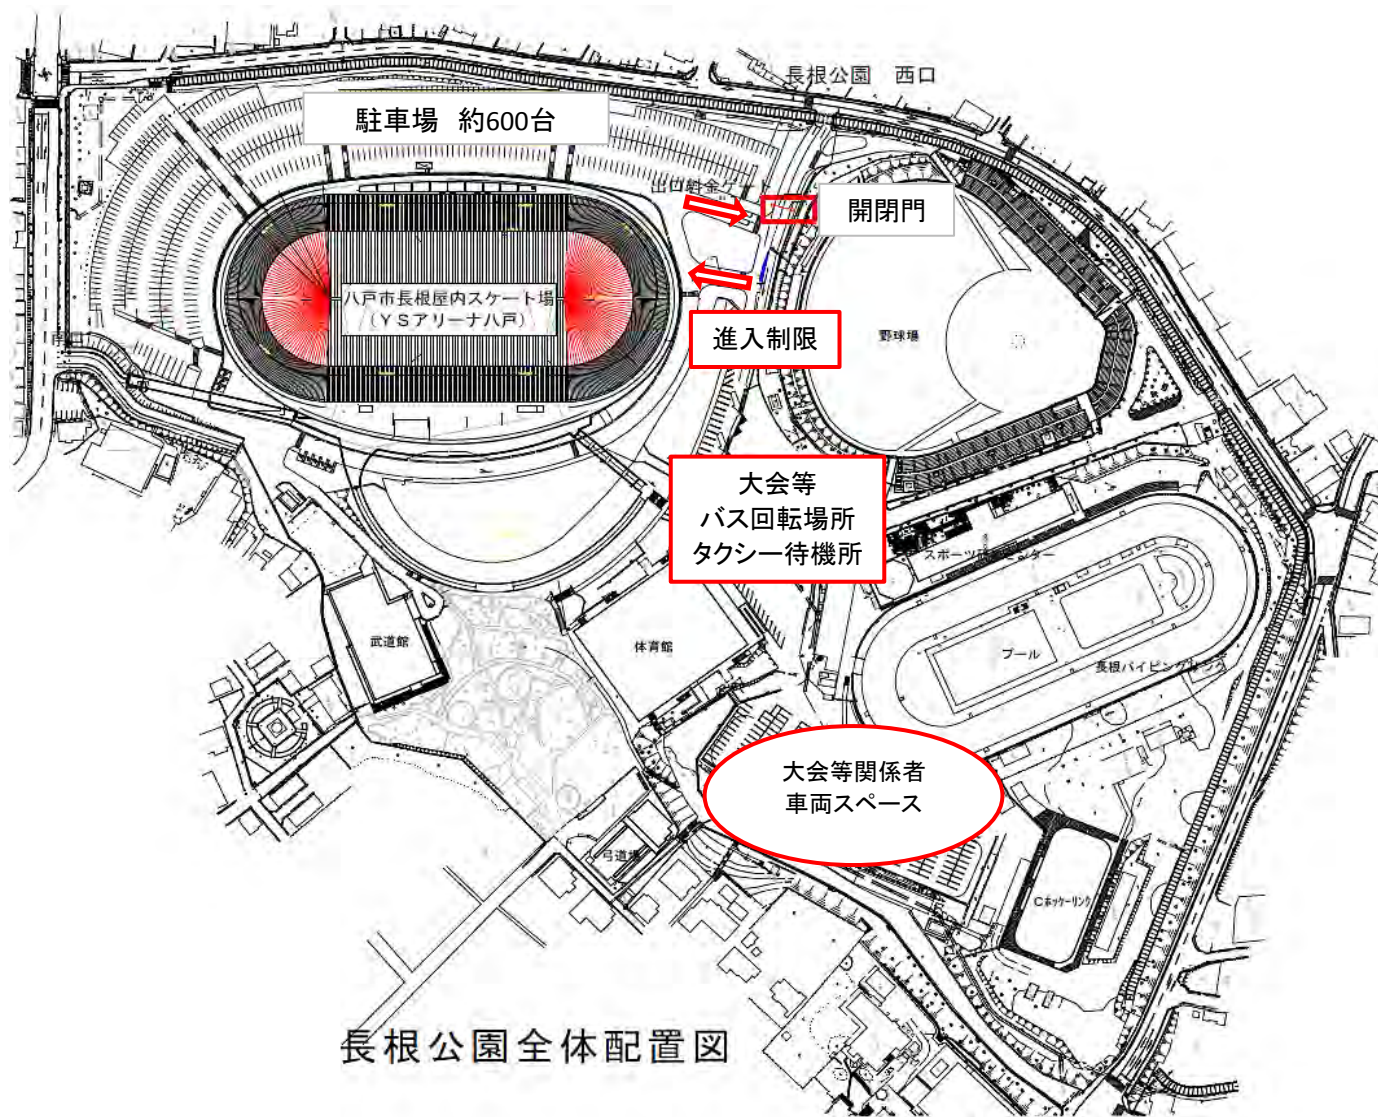 長根公園　西口
駐車場　約600台
出口料金ゲート
開閉門
八戸市長根屋内スケート場
（ＹＳアリーナ八戸）
進入制限
野球場
大会等
バス回転場所
タクシー待機所
武道館
体育館
プール
長根パイピングリンク
大会等関係者
車両スペース
弓道場
Cホッケーリンク
長根公園全体配置図